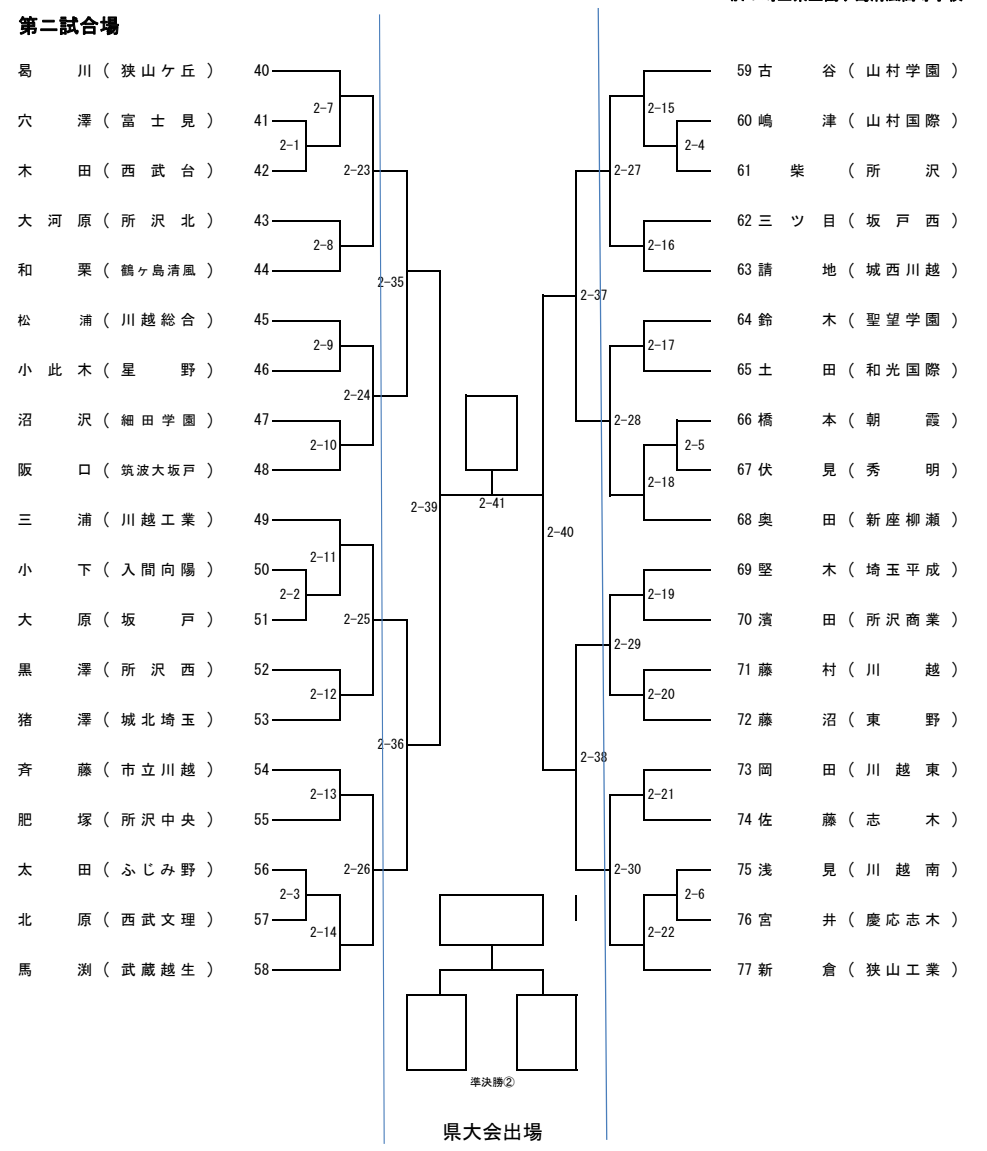 第二試合場
曷川（狭山ケ丘） 40
穴澤（富士見） 41
木田（西武台） 42
大河原（所沢北） 43
和栗（鶴ヶ島清風） 44
松浦（川越総合） 45
小此木（星野） 46
沼沢（細田学園） 47
阪口（筑波大坂戸） 48
三浦（川越工業） 49
小下（入間向陽） 50
大原（坂戸） 51
黒澤（所沢西） 52
猪澤（城北埼玉） 53
斉藤（市立川越） 54
肥塚（所沢中央） 55
太田（ふじみ野） 56
北原（西武文理） 57
馬渕（武蔵越生） 58
2-1
2-2
2-3
2-7
2-8
2-9
2-10
2-11
2-12
2-13
2-14
2-23
2-24
2-25
2-26
2-35
2-36
2-39
2-41
2-40
2-37
2-38
2-27
2-28
2-29
2-30
2-15
2-16
2-17
2-18
2-19
2-20
2-21
2-22
2-4
2-5
2-6
59 古谷（山村学園）
60 嶋津（山村国際）
61 柴（所沢）
62 三ツ目（坂戸西）
63 請地（城西川越）
64 鈴木（聖望学園）
65 土田（和光国際）
66 橋本（朝霞）
67 伏見（秀明）
68 奥田（新座柳瀬）
69 堅木（埼玉平成）
70 濱田（所沢商業）
71 藤村（川越）
72 藤沼（東野）
73 岡田（川越東）
74 佐藤（志木）
75 浅見（川越南）
76 宮井（慶応志木）
77 新倉（狭山工業）
準決勝②
県大会出場